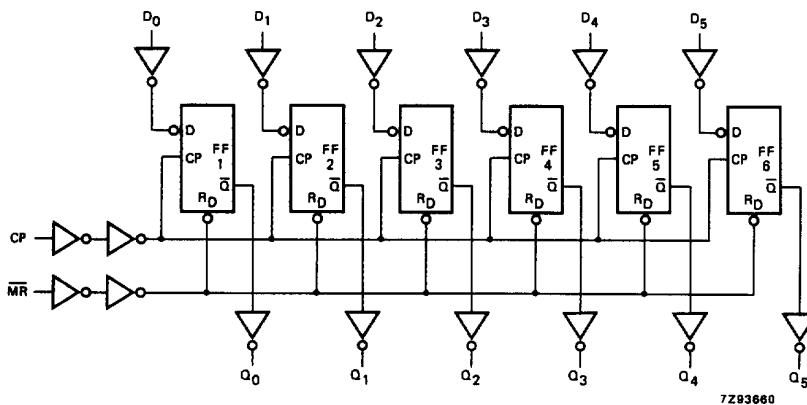 D0 D1 D2 D3 D4 D5
D D D D D D
FF 1 FF 2 FF 3 FF 4 FF 5 FF 6
CP CP CP CP CP CP
Q̅ Q̅ Q̅ Q̅ Q̅ Q̅
RD RD RD RD RD RD
CP
M̅R̅
Q0 Q1 Q2 Q3 Q4 Q5
7Z93660